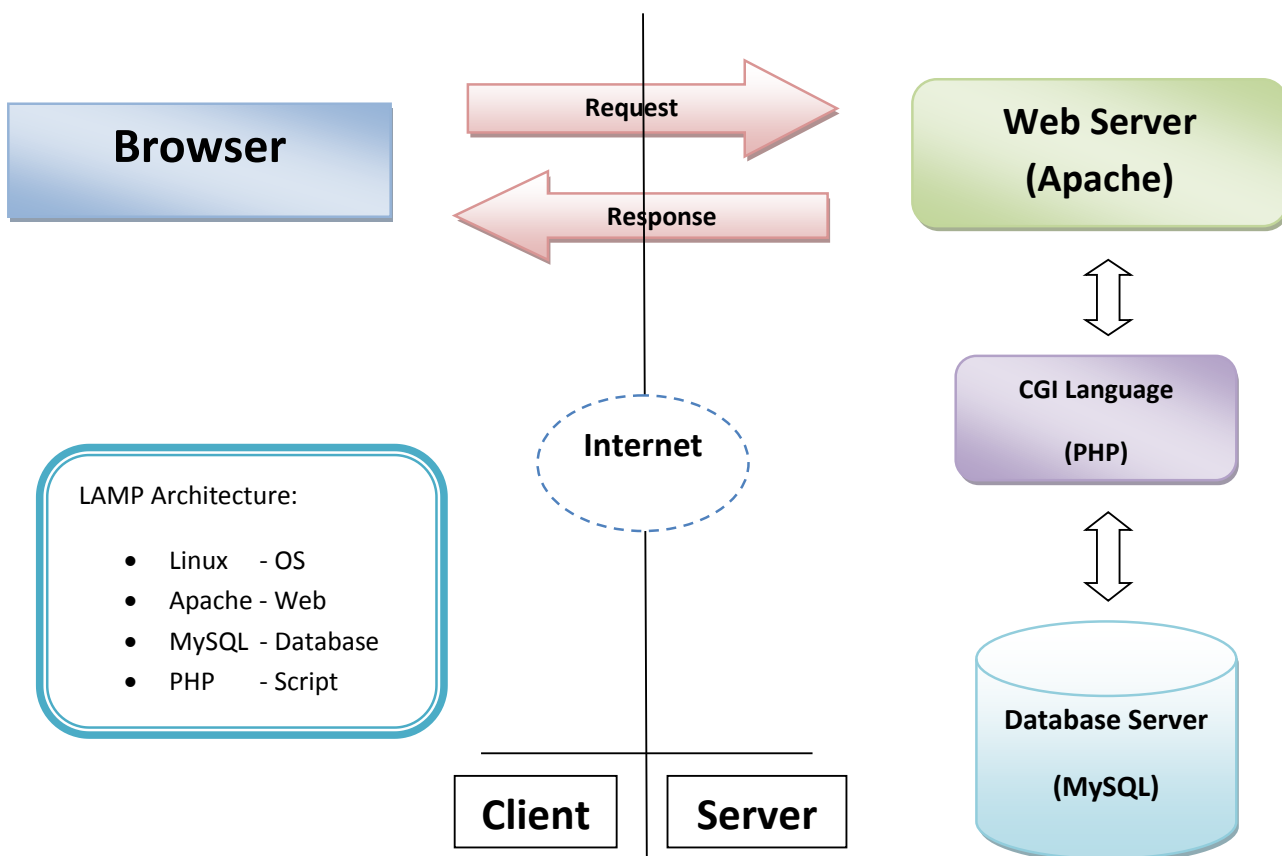 Browser
Request
Response
Web Server
(Apache)
CGI Language
(PHP)
Internet
LAMP Architecture:
• Linux - OS
• Apache - Web
• MySQL - Database
• PHP - Script
Database Server
(MySQL)
Client
Server